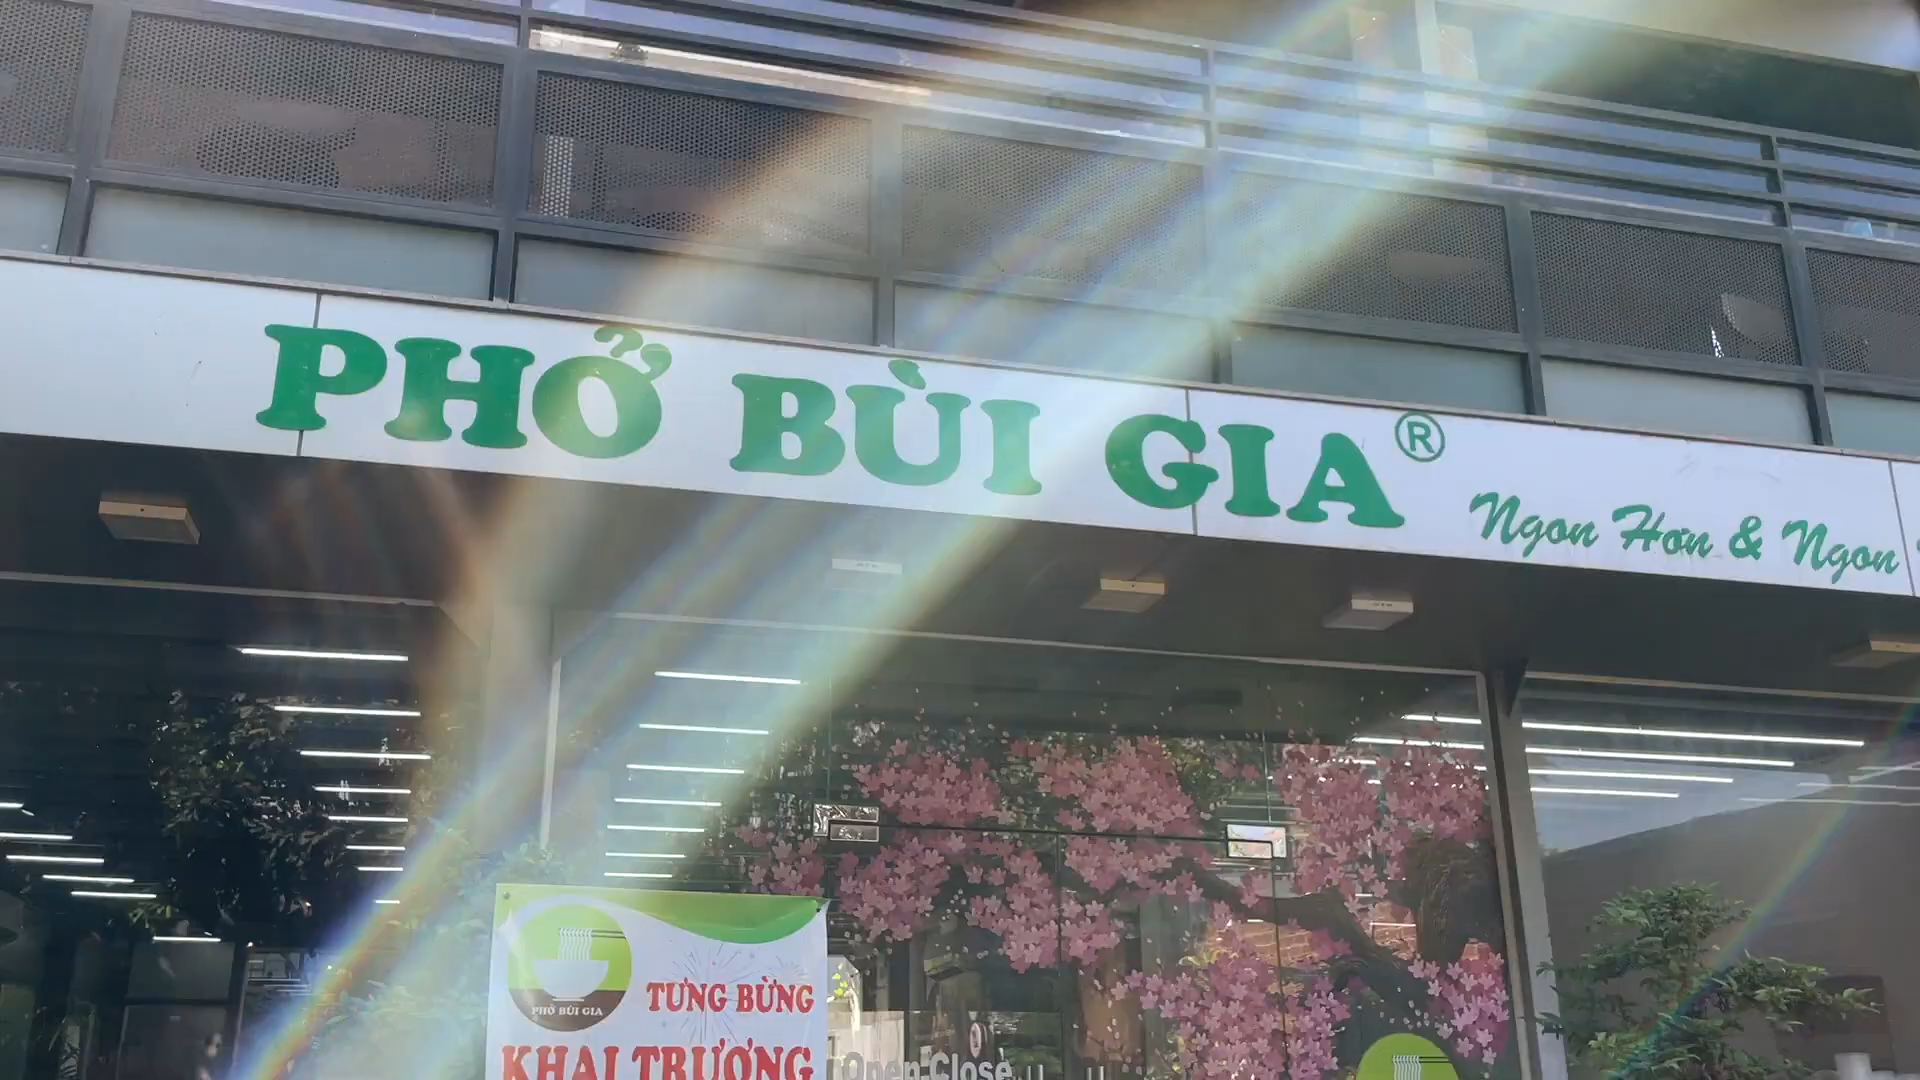 PHỞ BÙI GIA®
Ngon Hơn & Ngon
PHỞ BÙI GIA
TƯNG BỪNG
KHAI TRƯƠNG
Open-Close